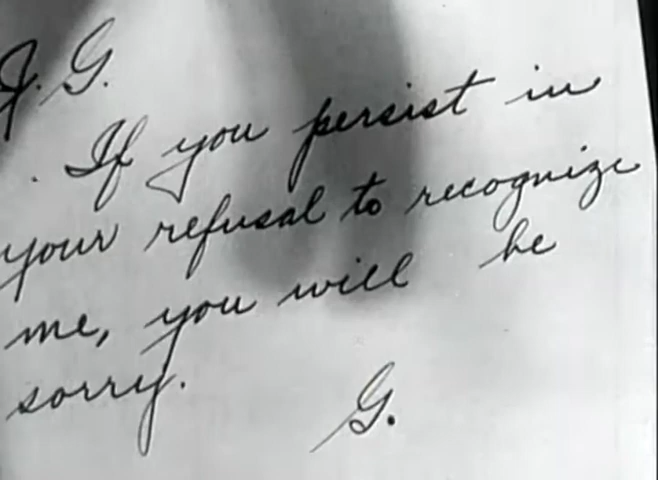 J. G.
. If you persist in
your refusal to recognize
me, you will be
sorry.
G.